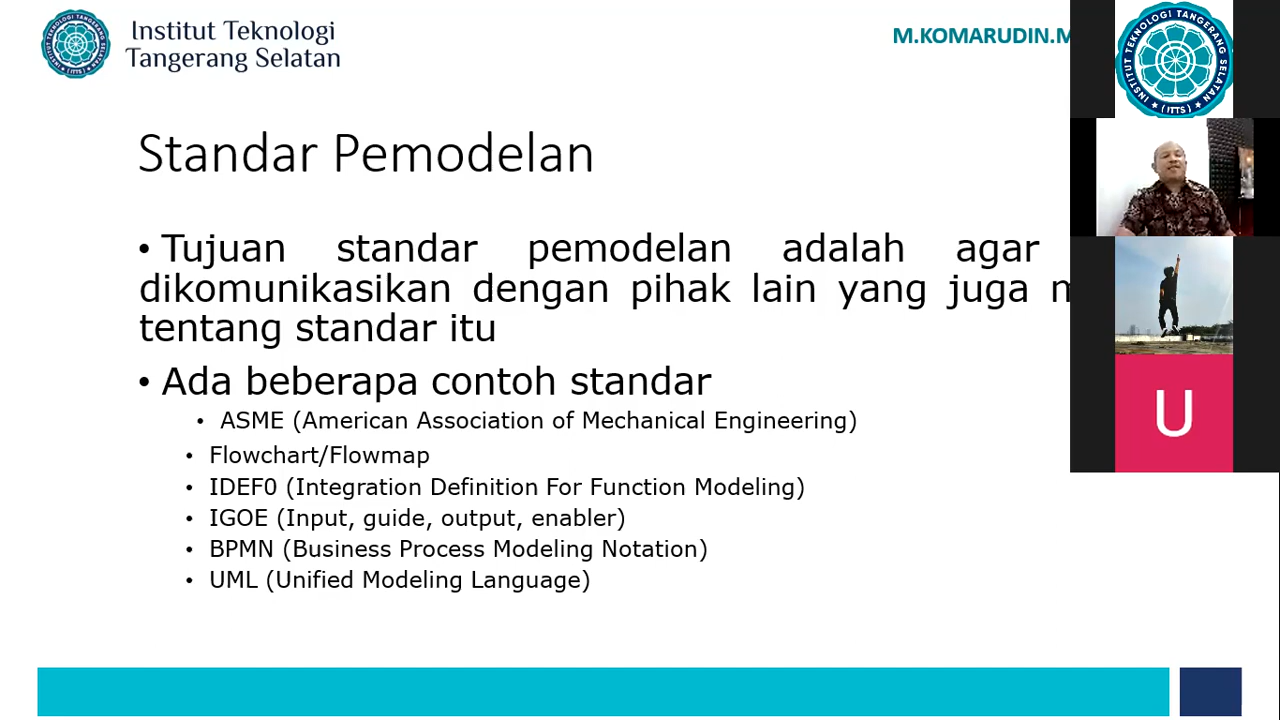 Institut Teknologi
Tangerang Selatan
M.KOMARUDIN.M
Standar Pemodelan
• Tujuan standar pemodelan adalah agar
dikomunikasikan dengan pihak lain yang juga m
tentang standar itu
• Ada beberapa contoh standar
• ASME (American Association of Mechanical Engineering)
• Flowchart/Flowmap
• IDEF0 (Integration Definition For Function Modeling)
• IGOE (Input, guide, output, enabler)
• BPMN (Business Process Modeling Notation)
• UML (Unified Modeling Language)
INSTITUT TEKNOLOGI TANGERANG SELATAN
(ITTS)
U